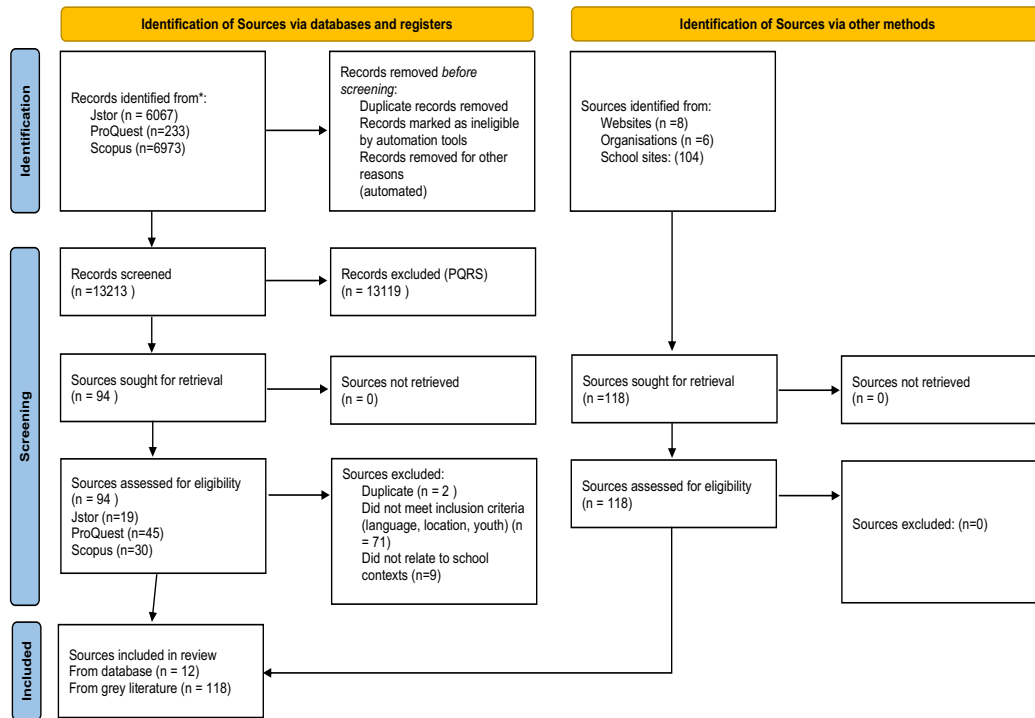 Identification of Sources via databases and registers
Identification of Sources via other methods
Identification
Records identified from*:
Jstor (n = 6067)
ProQuest (n=233)
Scopus (n=6973)
Records removed before
screening:
Duplicate records removed
Records marked as ineligible
by automation tools
Records removed for other
reasons
(automated)
Sources identified from:
Websites (n =8)
Organisations (n =6)
School sites: (104)
Screening
Records screened
(n =13213 )
Records excluded (PQRS)
(n = 13119 )
Sources sought for retrieval
(n = 94 )
Sources not retrieved
(n = 0)
Sources sought for retrieval
(n =118)
Sources not retrieved
(n = 0)
Sources assessed for eligibility
(n = 94 )
Jstor (n=19)
ProQuest (n=45)
Scopus (n=30)
Sources excluded:
Duplicate (n = 2 )
Did not meet inclusion criteria
(language, location, youth) (n
= 71)
Did not relate to school
contexts (n=9)
Sources assessed for eligibility
(n = 118)
Sources excluded: (n=0)
Included
Sources included in review
From database (n = 12)
From grey literature (n = 118)